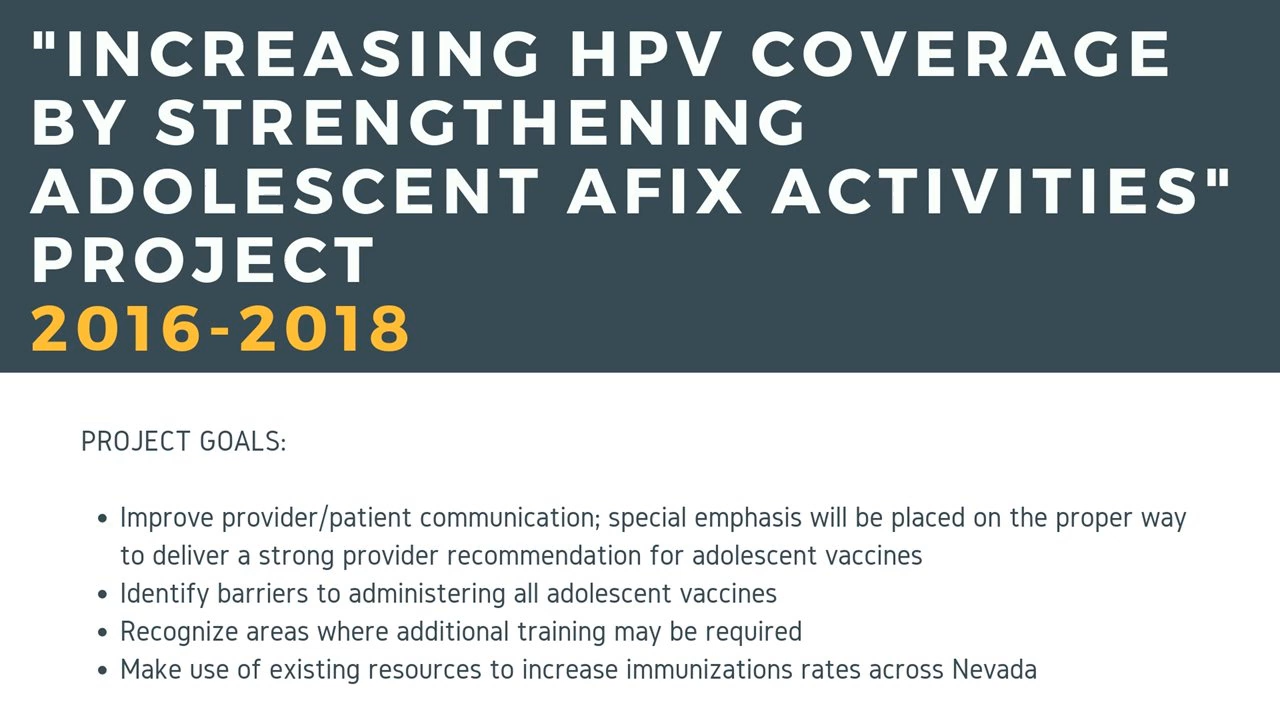 "INCREASING HPV COVERAGE
BY STRENGTHENING
ADOLESCENT AFIX ACTIVITIES"
PROJECT
2016-2018
PROJECT GOALS:
• Improve provider/patient communication; special emphasis will be placed on the proper way
to deliver a strong provider recommendation for adolescent vaccines
• Identify barriers to administering all adolescent vaccines
• Recognize areas where additional training may be required
• Make use of existing resources to increase immunizations rates across Nevada